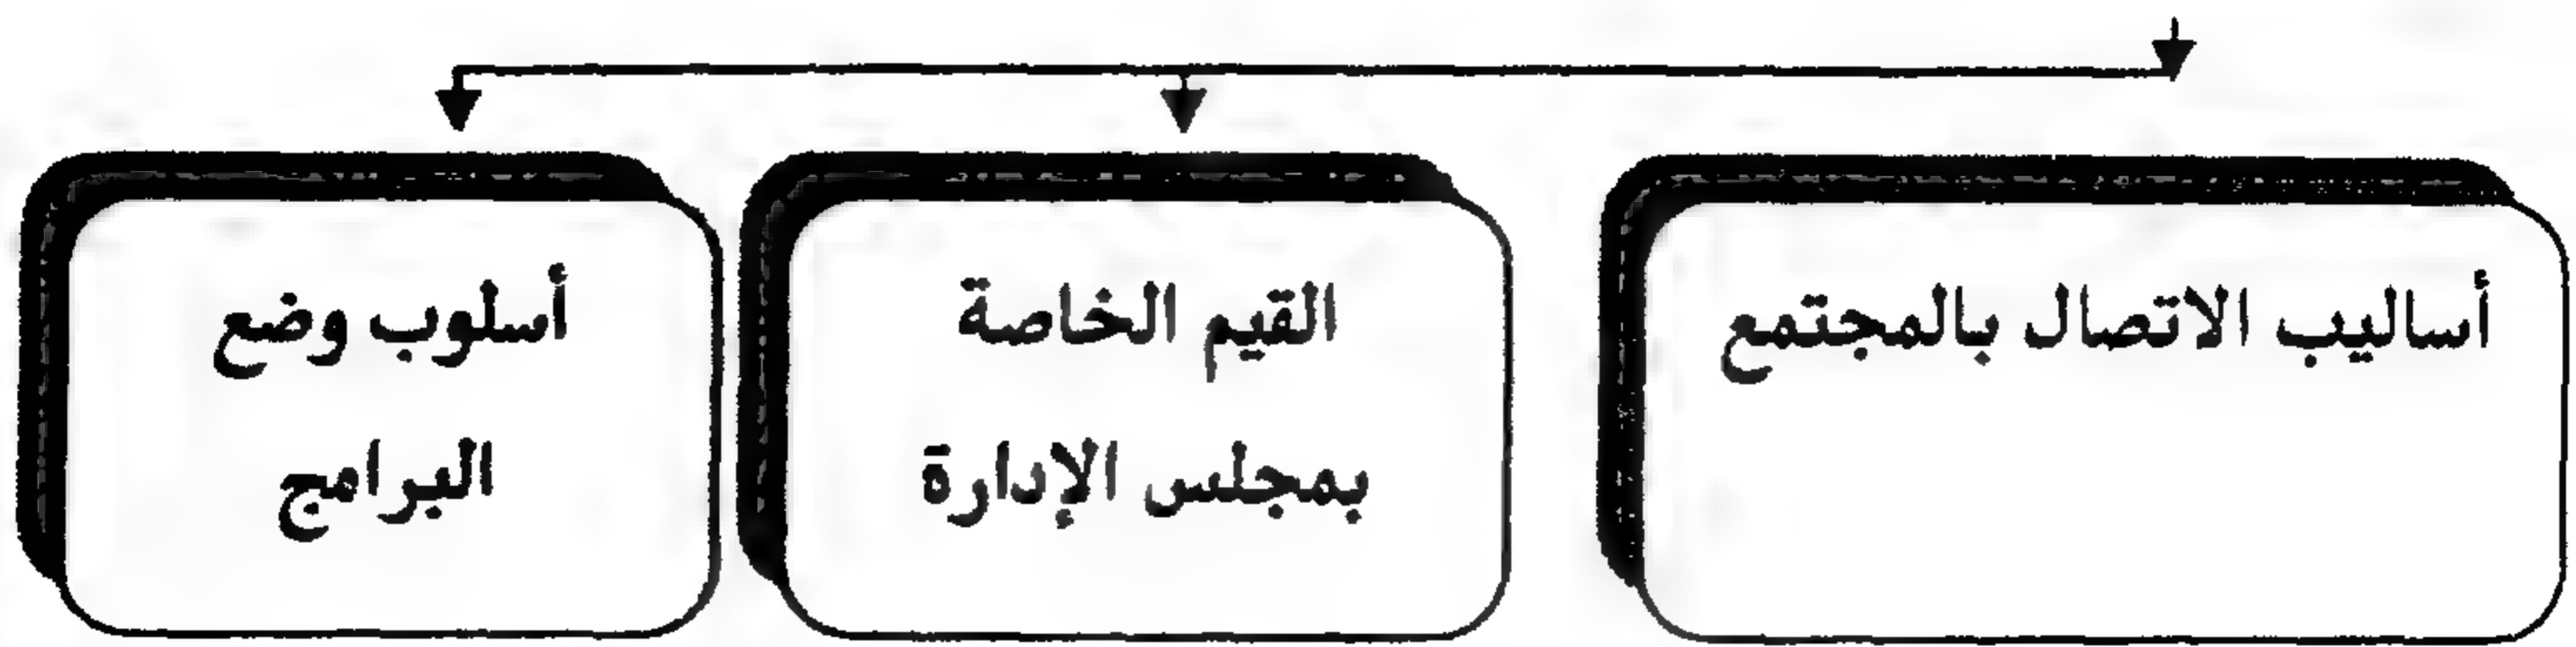 أساليب الاتصال بالمجتمع
القيم الخاصة
بمجلس الإدارة
أسلوب وضع
البرامج